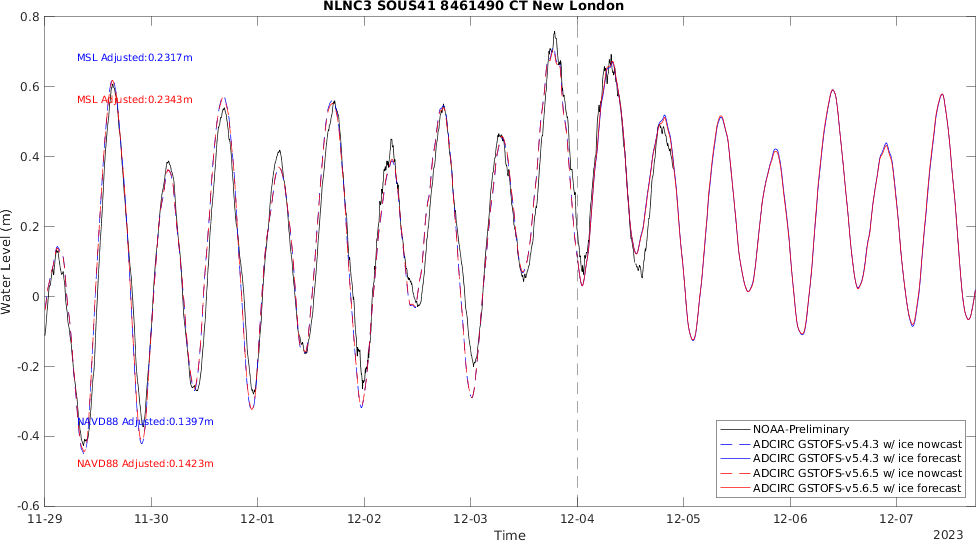 NLNC3 SOUS41 8461490 CT New London
0.8
0.6
0.4
0.2
0
-0.2
-0.4
-0.6
Water Level (m)
MSL Adjusted:0.2317m
MSL Adjusted:0.2343m
NAVD88 Adjusted:0.1397m
NAVD88 Adjusted:0.1423m
NOAA-Preliminary
ADCIRC GSTOFS-v5.4.3 w/ ice nowcast
ADCIRC GSTOFS-v5.4.3 w/ ice forecast
ADCIRC GSTOFS-v5.6.5 w/ ice nowcast
ADCIRC GSTOFS-v5.6.5 w/ ice forecast
11-29 11-30 12-01 12-02 12-03 12-04 12-05 12-06 12-07
Time
2023